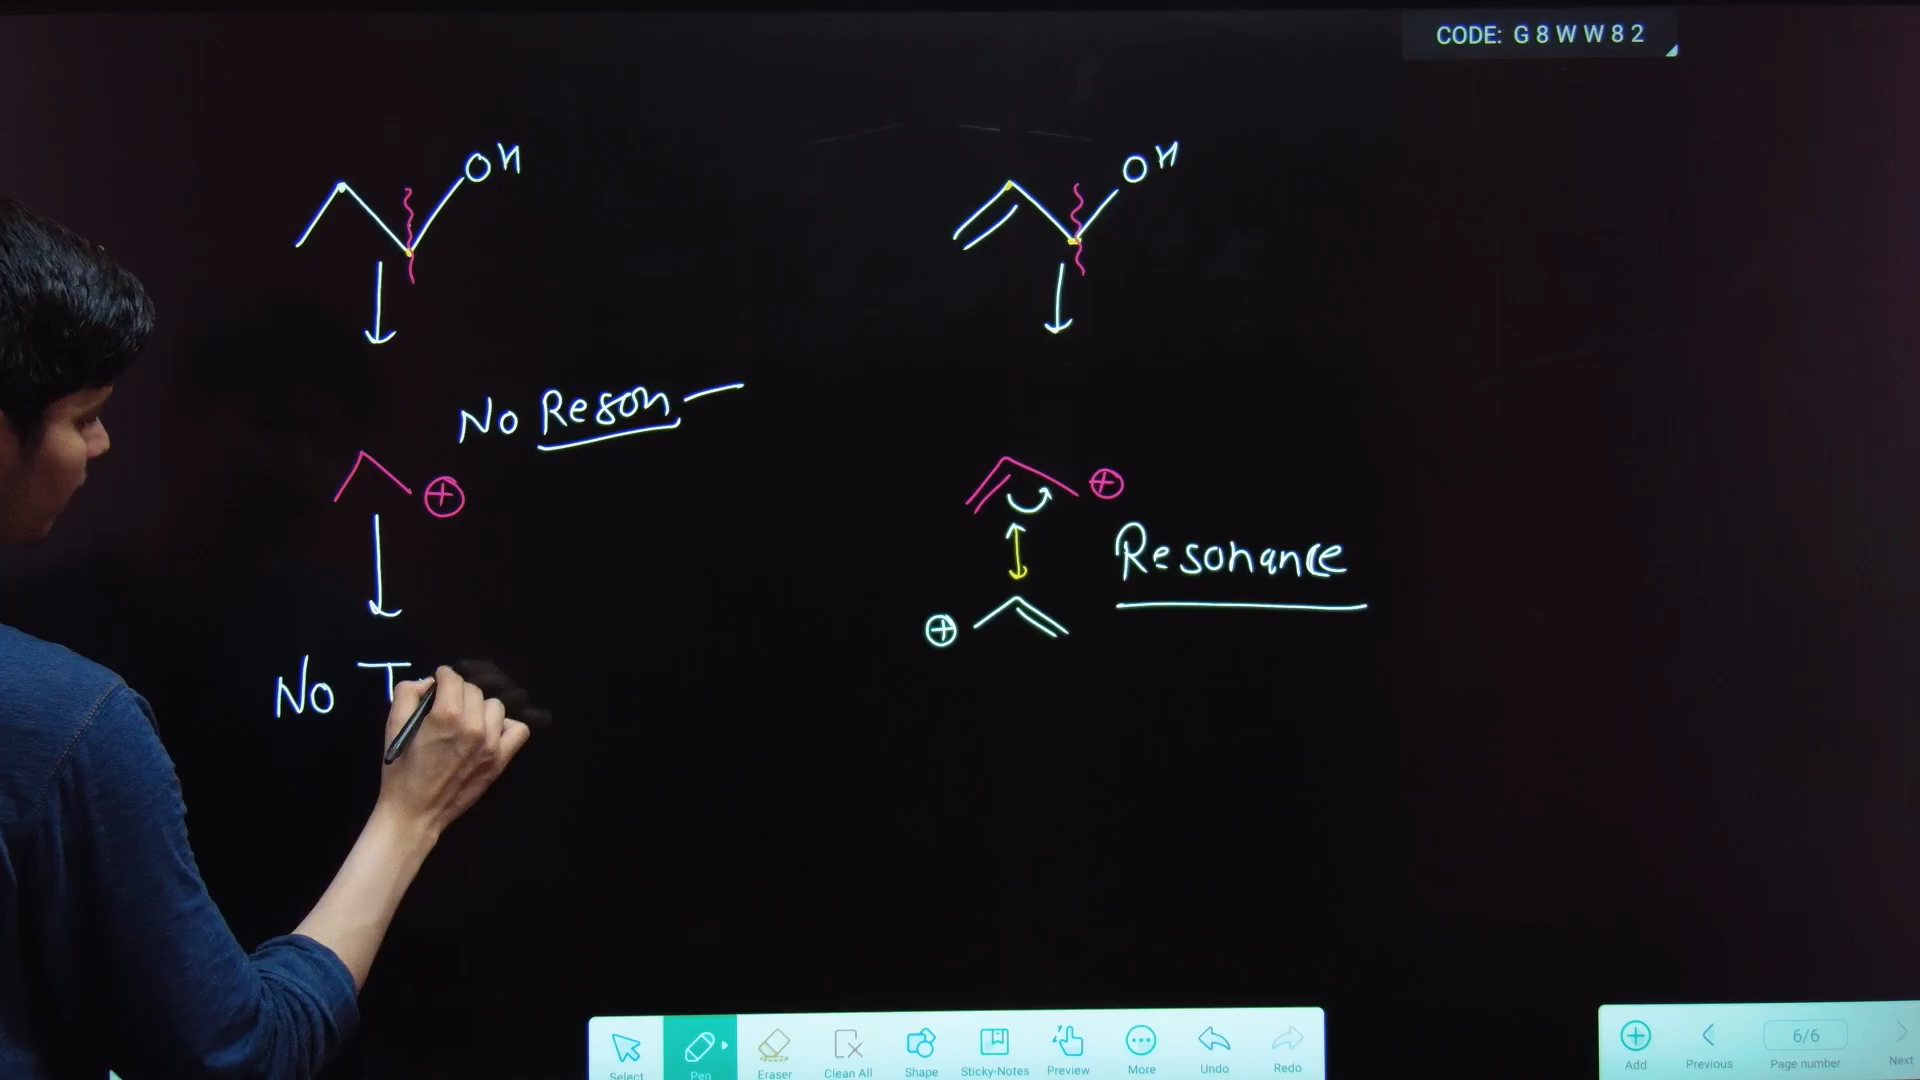 CODE: G8WW82
OH
OH
No Reson
⊕
⊕
Resonance
⊕
No
Select
Pen
Eraser
Clean All
Shape
Sticky-Notes
Preview
More
Undo
Redo
Add
Previous
6/6
Page number
Next